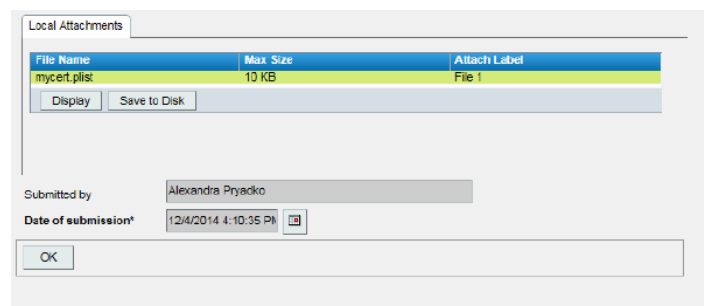 Local Attachments
File Name Max Size Attach Label
mycert.plist 10 KB File 1
Display Save to Disk
Submitted by Alexandra Pryadko
Date of submission* 12/4/2014 4:10:35 PM
OK